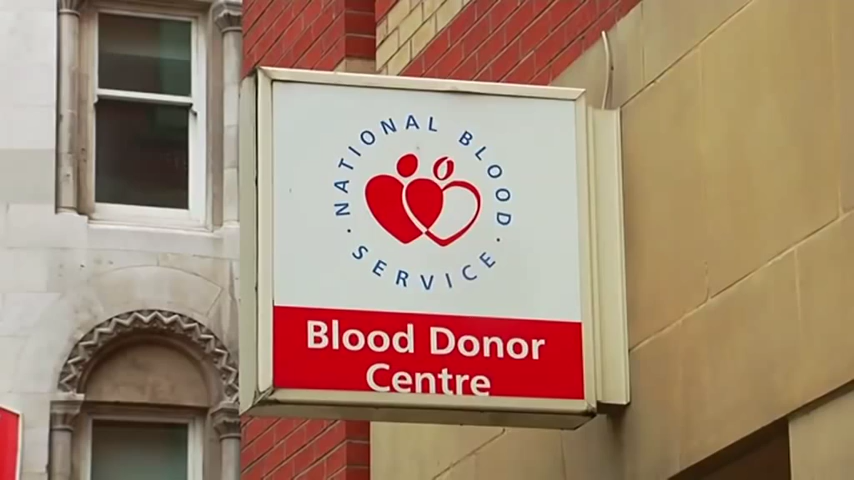 · NATIONAL BLOOD ·
SERVICE
Blood Donor
Centre